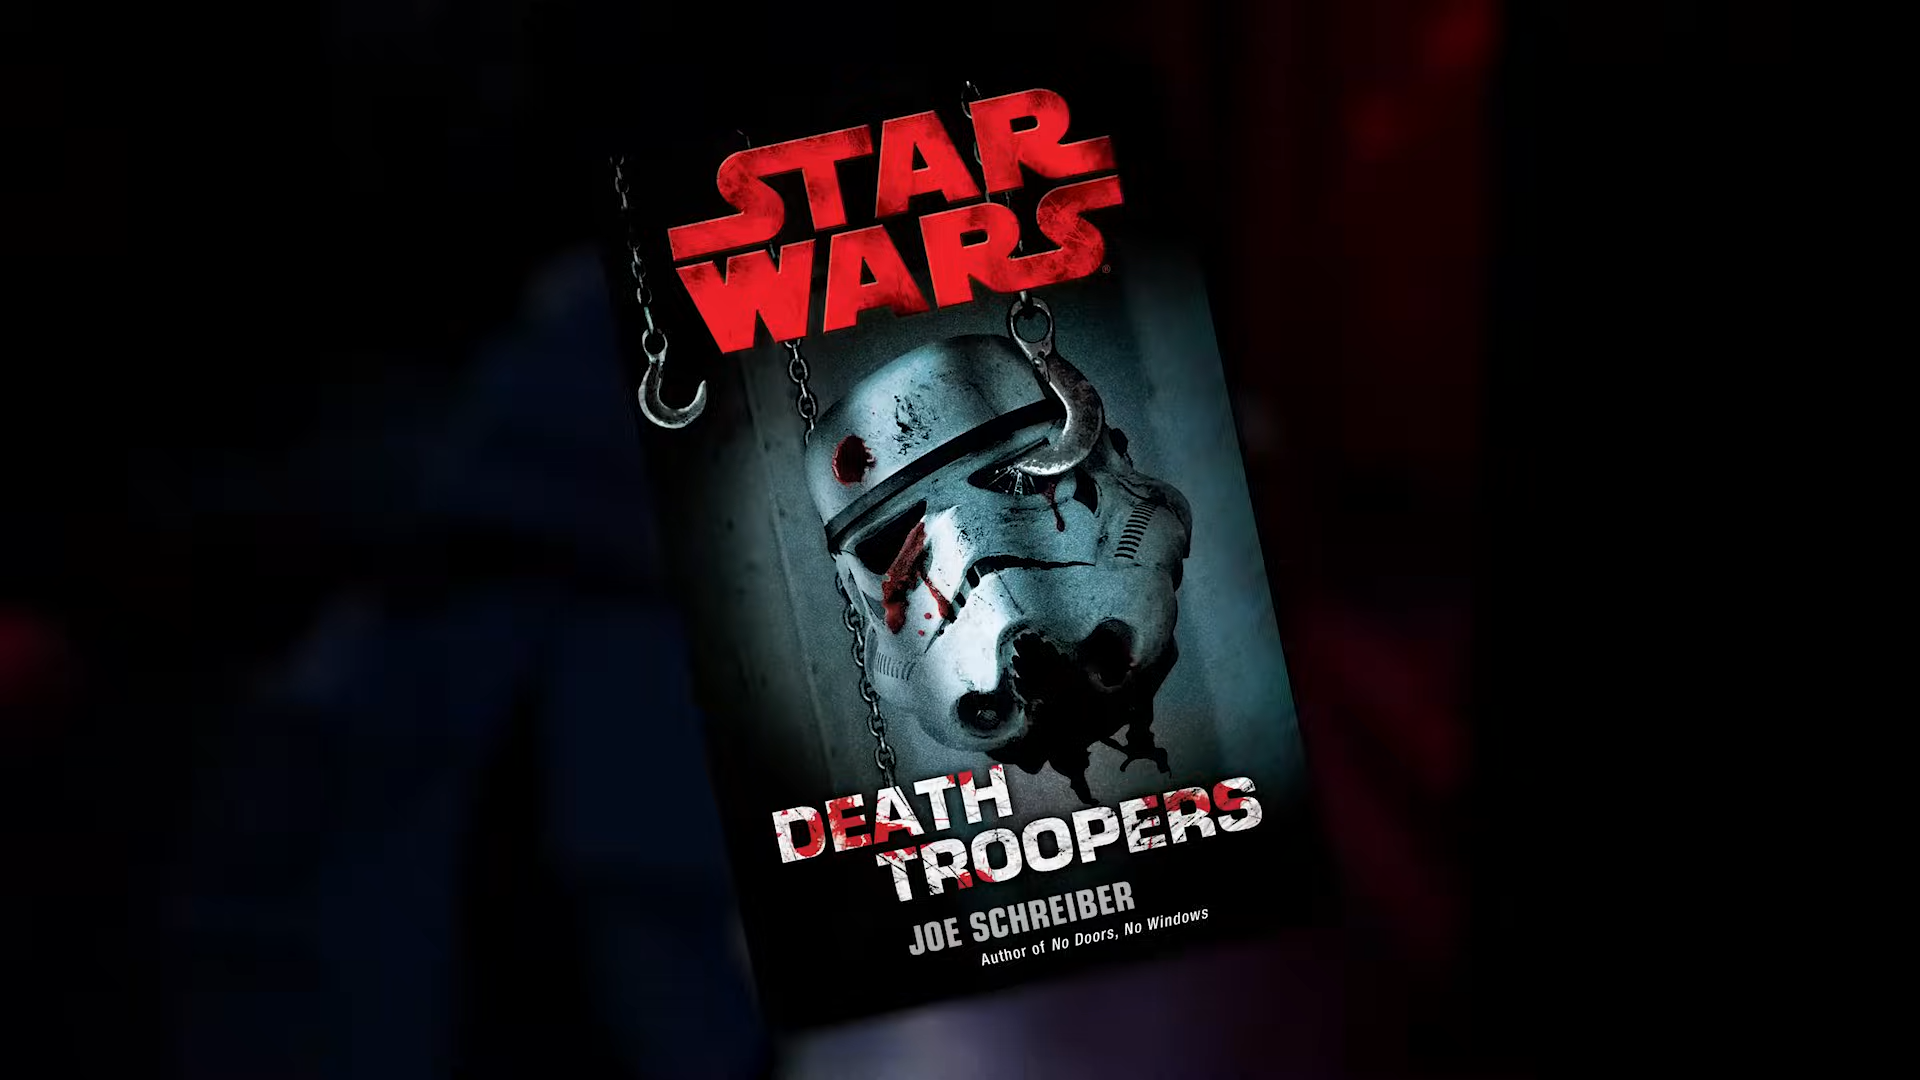 STAR
WARS®
DEATH
TROOPERS
JOE SCHREIBER
Author of No Doors, No Windows